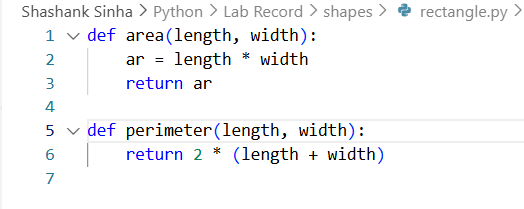 Shashank Sinha > Python > Lab Record > shapes > rectangle.py >
1 def area(length, width):
2     ar = length * width
3     return ar
4
5 def perimeter(length, width):
6     return 2 * (length + width)
7